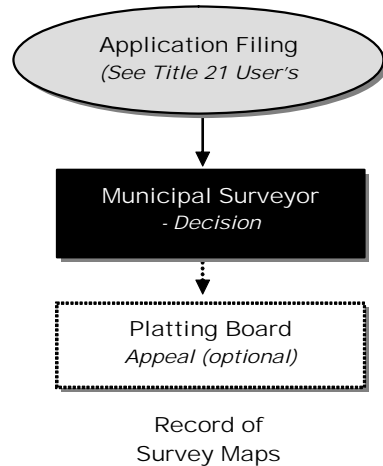 Application Filing
(See Title 21 User's
Municipal Surveyor
- Decision
Platting Board
Appeal (optional)
Record of
Survey Maps